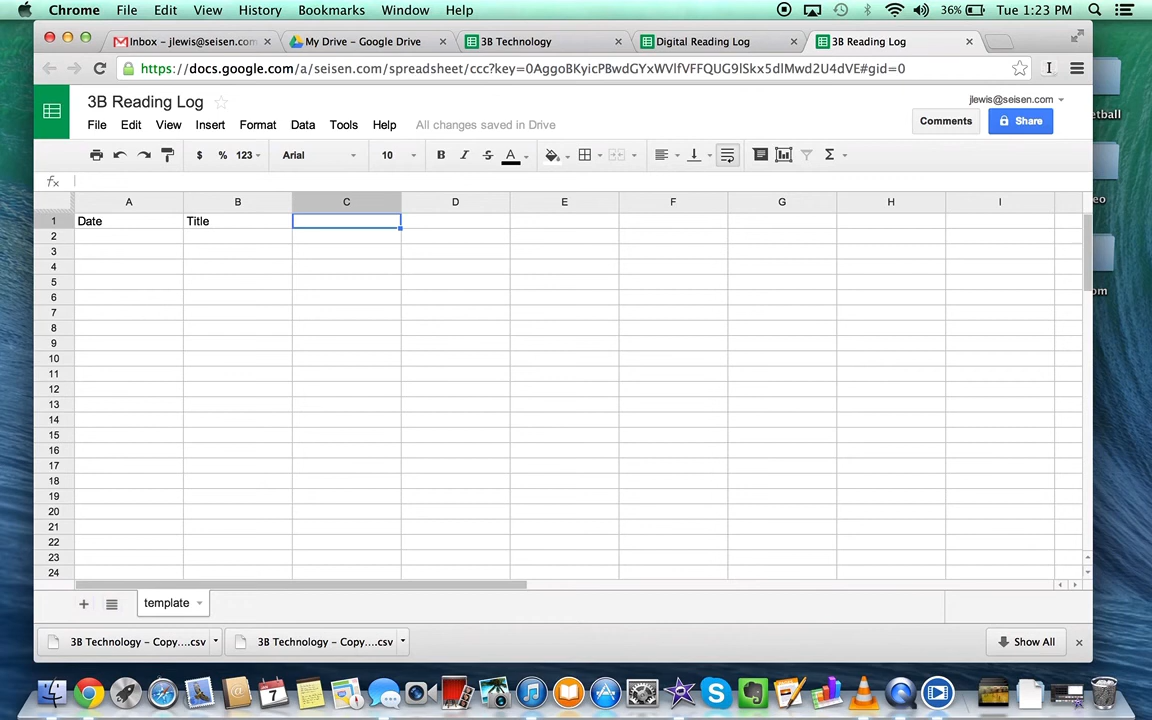 Chrome File Edit View History Bookmarks Window Help 36% Tue 1:23 PM
Inbox – jlewis@seisen.com × My Drive – Google Drive × 3B Technology × Digital Reading Log × 3B Reading Log ×
https://docs.google.com/a/seisen.com/spreadsheet/ccc?key=0AggoBKyicPBwdGYxWVlfVFFQUG9lSkx5dlMwd2U4dVE#gid=0
3B Reading Log jlewis@seisen.com
File Edit View Insert Format Data Tools Help All changes saved in Drive Comments Share
$ % 123 Arial 10 B I S A Σ
fx
A B C D E F G H I
1 Date Title
2
3
4
5
6
7
8
9
10
11
12
13
14
15
16
17
18
19
20
21
22
23
24
+ template
3B Technology – Copy....csv 3B Technology – Copy....csv Show All ×
etball
eo
om
7